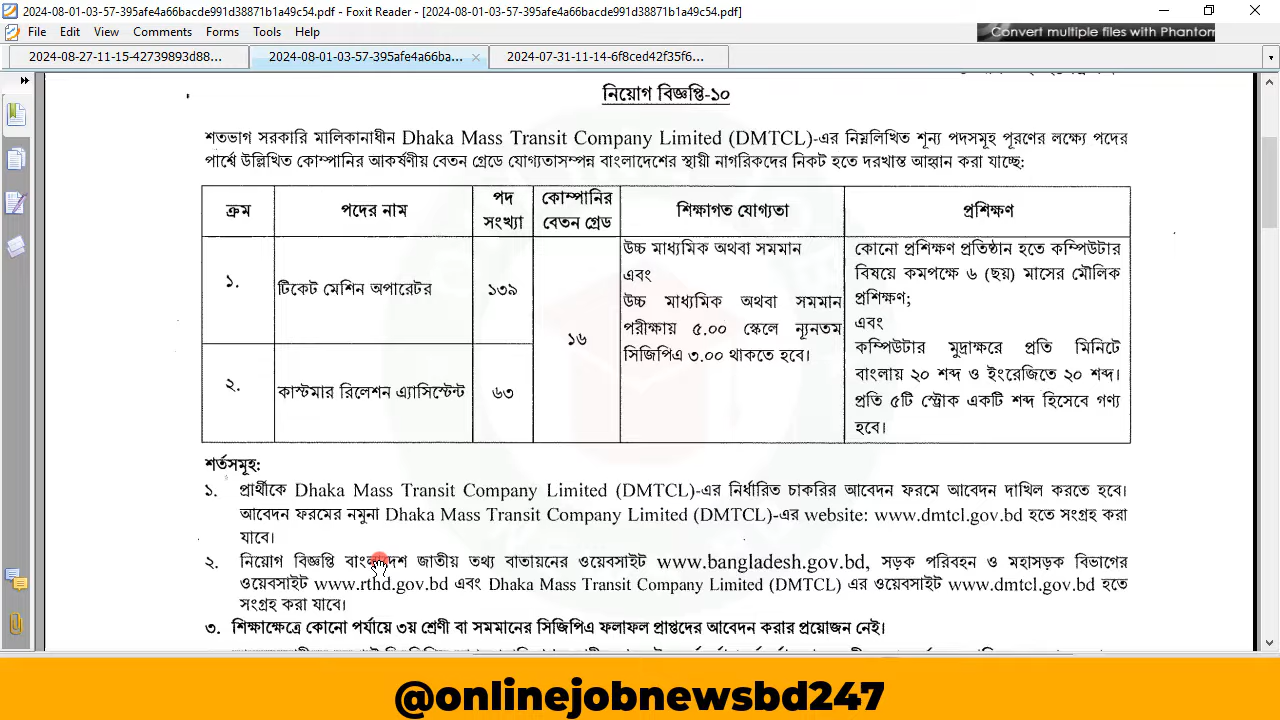 2024-08-01-03-57-395afe4a66bacde991d38871b1a49c54.pdf - Foxit Reader - [2024-08-01-03-57-395afe4a66bacde991d38871b1a49c54.pdf]
File Edit View Comments Forms Tools Help
Convert multiple files with Phantom
2024-08-27-11-15-42739893d88... 2024-08-01-03-57-395afe4a66ba... 2024-07-31-11-14-6f8ced42f35f6...
নিয়োগ বিজ্ঞপ্তি-১০
শতভাগ সরকারি মালিকানাধীন Dhaka Mass Transit Company Limited (DMTCL)-এর নিম্নলিখিত শূন্য পদসমূহ পূরণের লক্ষ্যে পদের
পার্শ্বে উল্লিখিত কোম্পানির আকর্ষণীয় বেতন গ্রেডে যোগ্যতাসম্পন্ন বাংলাদেশের স্থায়ী নাগরিকদের নিকট হতে দরখাস্ত আহ্বান করা যাচ্ছে:
ক্রম
পদের নাম
পদ
সংখ্যা
কোম্পানির
বেতন গ্রেড
শিক্ষাগত যোগ্যতা
প্রশিক্ষণ
১.
টিকেট মেশিন অপারেটর
১৩৯
১৬
উচ্চ মাধ্যমিক অথবা সমমান
এবং
উচ্চ মাধ্যমিক অথবা সমমান
পরীক্ষায় ৫.০০ স্কেলে ন্যূনতম
সিজিপিএ ৩.০০ থাকতে হবে।
কোনো প্রশিক্ষণ প্রতিষ্ঠান হতে কম্পিউটার
বিষয়ে কমপক্ষে ৬ (ছয়) মাসের মৌলিক
প্রশিক্ষণ;
এবং
কম্পিউটার মুদ্রাক্ষরে প্রতি মিনিটে
বাংলায় ২০ শব্দ ও ইংরেজিতে ২০ শব্দ।
প্রতি ৫টি স্ট্রোক একটি শব্দ হিসেবে গণ্য
হবে।
২.
কাস্টমার রিলেশন এ্যাসিস্টেন্ট
৬৩
শর্তসমূহ:
১. প্রার্থীকে Dhaka Mass Transit Company Limited (DMTCL)-এর নির্ধারিত চাকরির আবেদন ফরমে আবেদন দাখিল করতে হবে।
আবেদন ফরমের নমুনা Dhaka Mass Transit Company Limited (DMTCL)-এর website: www.dmtcl.gov.bd হতে সংগ্রহ করা
যাবে।
২. নিয়োগ বিজ্ঞপ্তি বাংলাদেশ জাতীয় তথ্য বাতায়নের ওয়েবসাইট www.bangladesh.gov.bd, সড়ক পরিবহন ও মহাসড়ক বিভাগের
ওয়েবসাইট www.rthd.gov.bd এবং Dhaka Mass Transit Company Limited (DMTCL) এর ওয়েবসাইট www.dmtcl.gov.bd হতে
সংগ্রহ করা যাবে।
৩. শিক্ষাক্ষেত্রে কোনো পর্যায়ে ৩য় শ্রেণী বা সমমানের সিজিপিএ ফলাফল প্রাপ্তদের আবেদন করার প্রয়োজন নেই।
@onlinejobnewsbd247